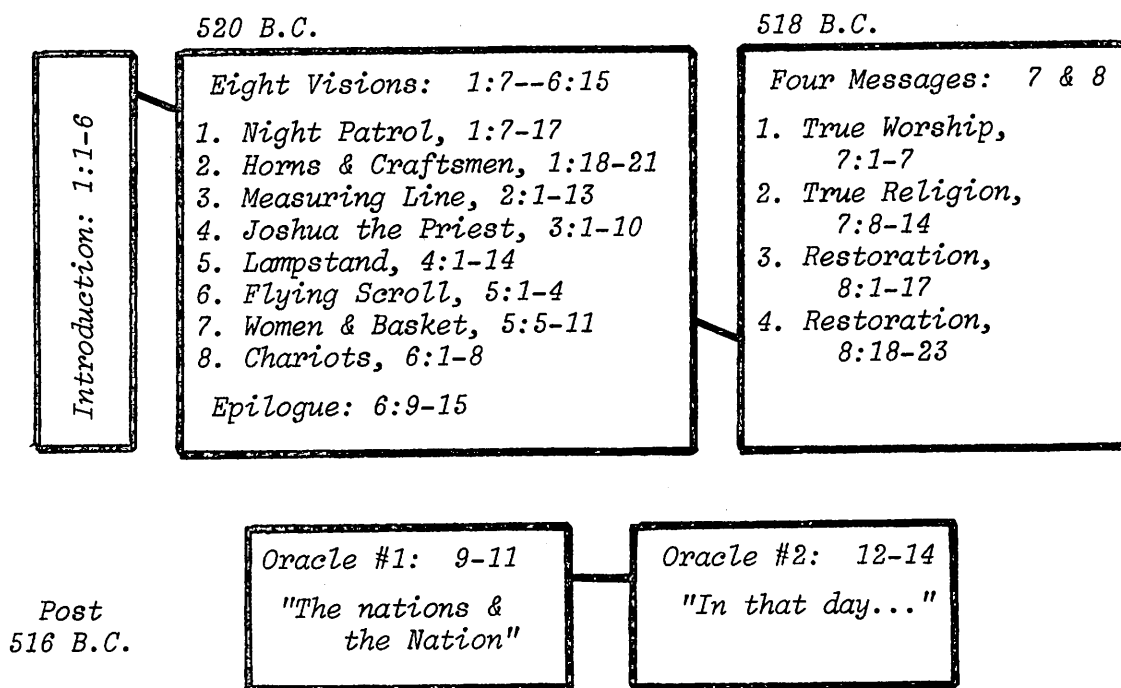 520 B.C.
Introduction: 1:1-6
Eight Visions: 1:7--6:15
1. Night Patrol, 1:7-17
2. Horns & Craftsmen, 1:18-21
3. Measuring Line, 2:1-13
4. Joshua the Priest, 3:1-10
5. Lampstand, 4:1-14
6. Flying Scroll, 5:1-4
7. Women & Basket, 5:5-11
8. Chariots, 6:1-8
Epilogue: 6:9-15
518 B.C.
Four Messages: 7 & 8
1. True Worship,
7:1-7
2. True Religion,
7:8-14
3. Restoration,
8:1-17
4. Restoration,
8:18-23
Post
516 B.C.
Oracle #1: 9-11
"The nations &
the Nation"
Oracle #2: 12-14
"In that day..."